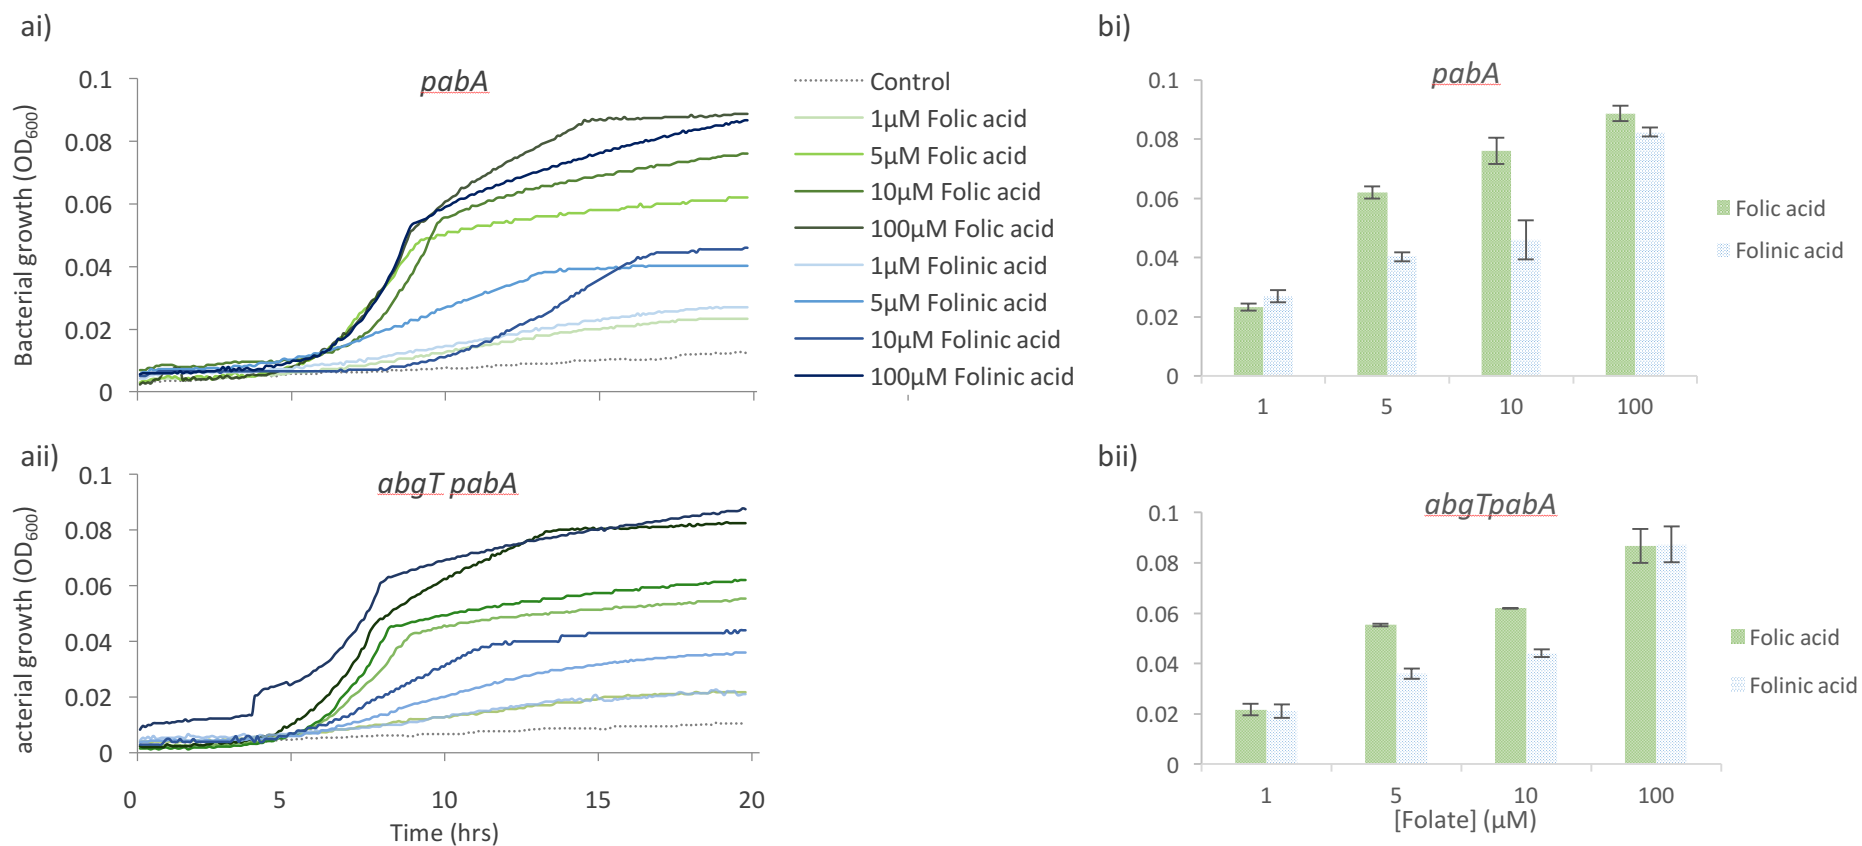 ai)
pabA
Bacterial growth (OD600)
0.1
0.08
0.06
0.04
0.02
0
Control
1µM Folic acid
5µM Folic acid
10µM Folic acid
100µM Folic acid
1µM Folinic acid
5µM Folinic acid
10µM Folinic acid
100µM Folinic acid
bi)
pabA
0.1
0.08
0.06
0.04
0.02
0
1 5 10 100
Folic acid
Folinic acid
aii)
abgT pabA
acterial growth (OD600)
0.1
0.08
0.06
0.04
0.02
0
0 5 10 15 20
Time (hrs)
bii)
abgTpabA
0.1
0.08
0.06
0.04
0.02
0
1 5 10 100
[Folate] (µM)
Folic acid
Folinic acid